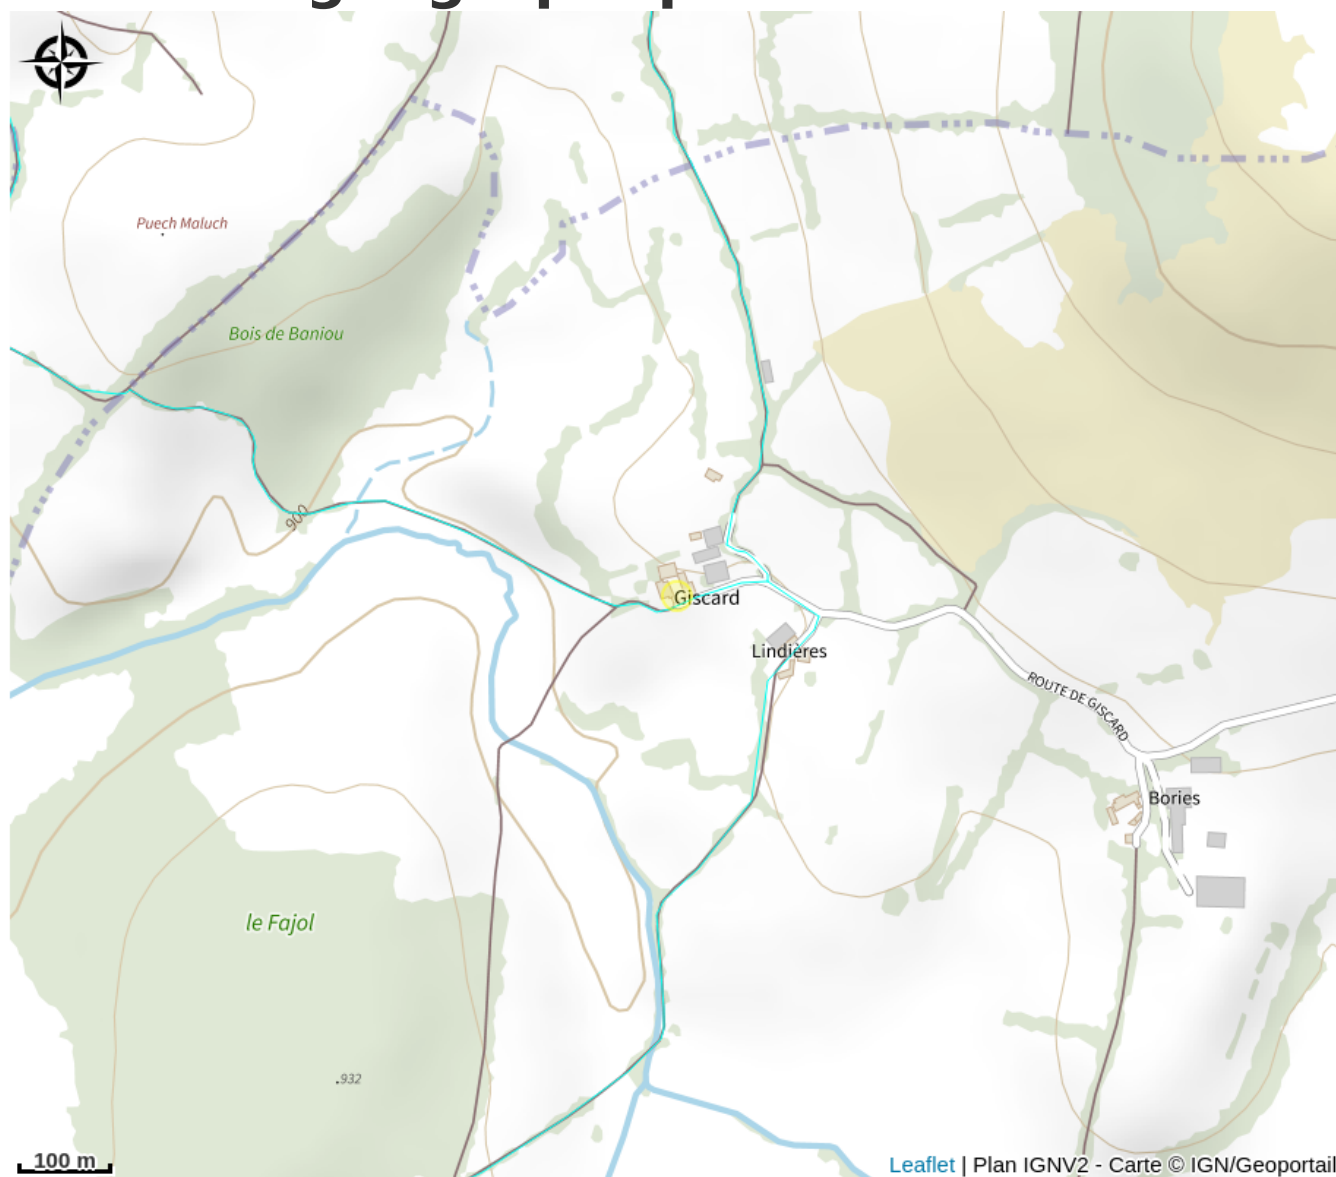 Puech Maluch
Bois de Baniou
900
Giscard
Lindières
ROUTE DE GISCARD
Bories
le Fajol
932
100 m
Leaflet | Plan IGNV2 - Carte © IGN/Geoportail